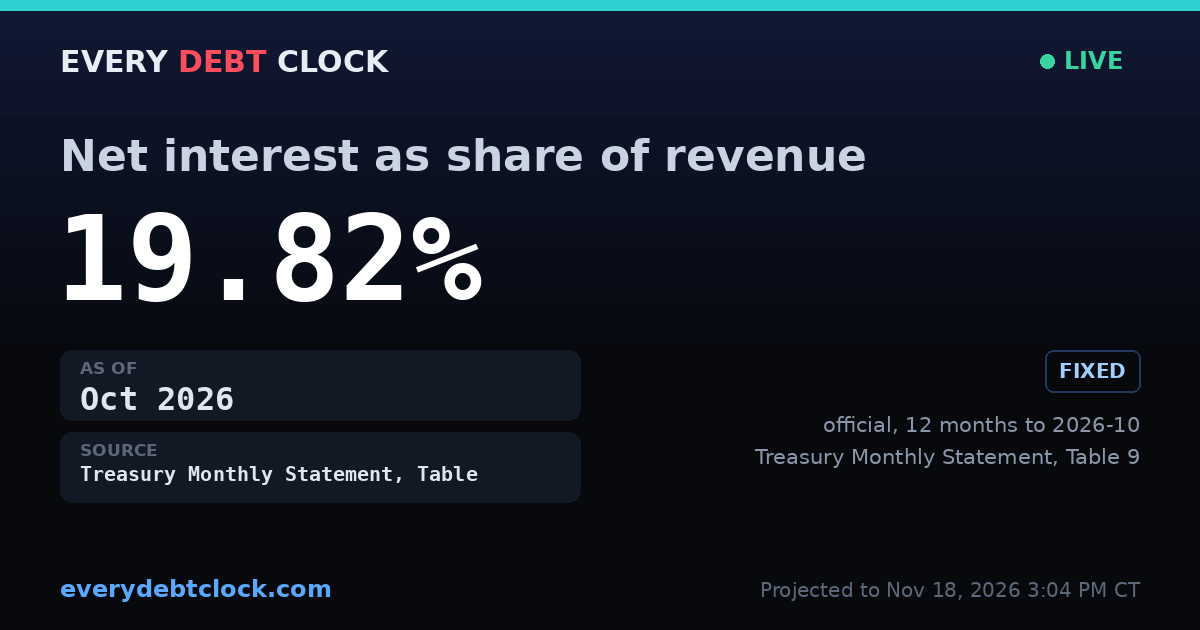 EVERY DEBT CLOCK
LIVE
Net interest as share of revenue
19.82%
AS OF
Oct 2026
SOURCE
Treasury Monthly Statement, Table
FIXED
official, 12 months to 2026-10
Treasury Monthly Statement, Table 9
everydebtclock.com
Projected to Nov 18, 2026 3:04 PM CT